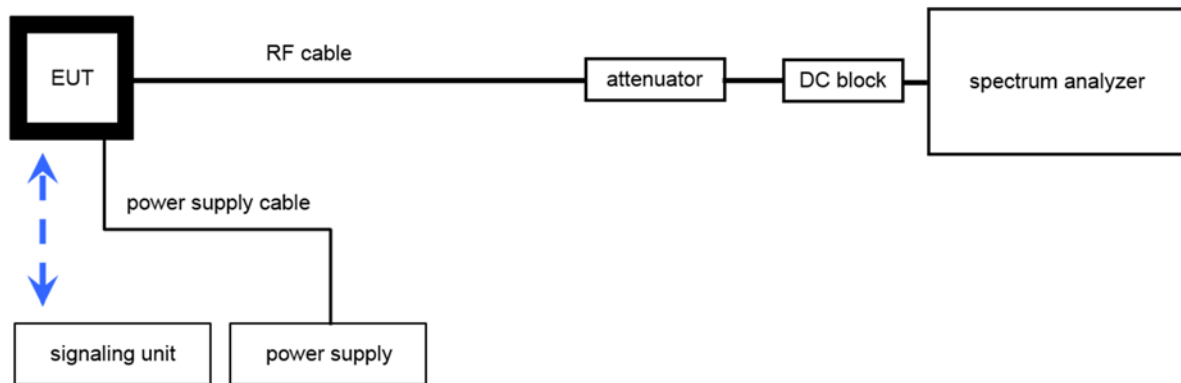 EUT
RF cable
attenuator
DC block
spectrum analyzer
power supply cable
signaling unit
power supply